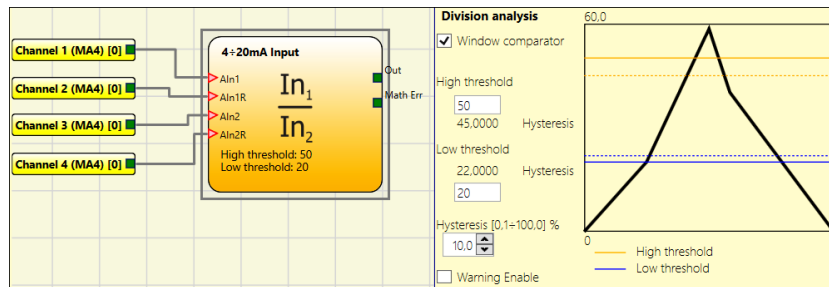 Channel 1 (MA4) [0]
Channel 2 (MA4) [0]
Channel 3 (MA4) [0]
Channel 4 (MA4) [0]
4÷20mA Input
AIn1
AIn1R
AIn2
AIn2R
In1
In2
Out
Math Err
High threshold: 50
Low threshold: 20
Division analysis
Window comparator
High threshold
50
45,0000 Hysteresis
Low threshold
22,0000 Hysteresis
20
Hysteresis [0,1÷100,0] %
10,0
Warning Enable
60,0
0
High threshold
Low threshold